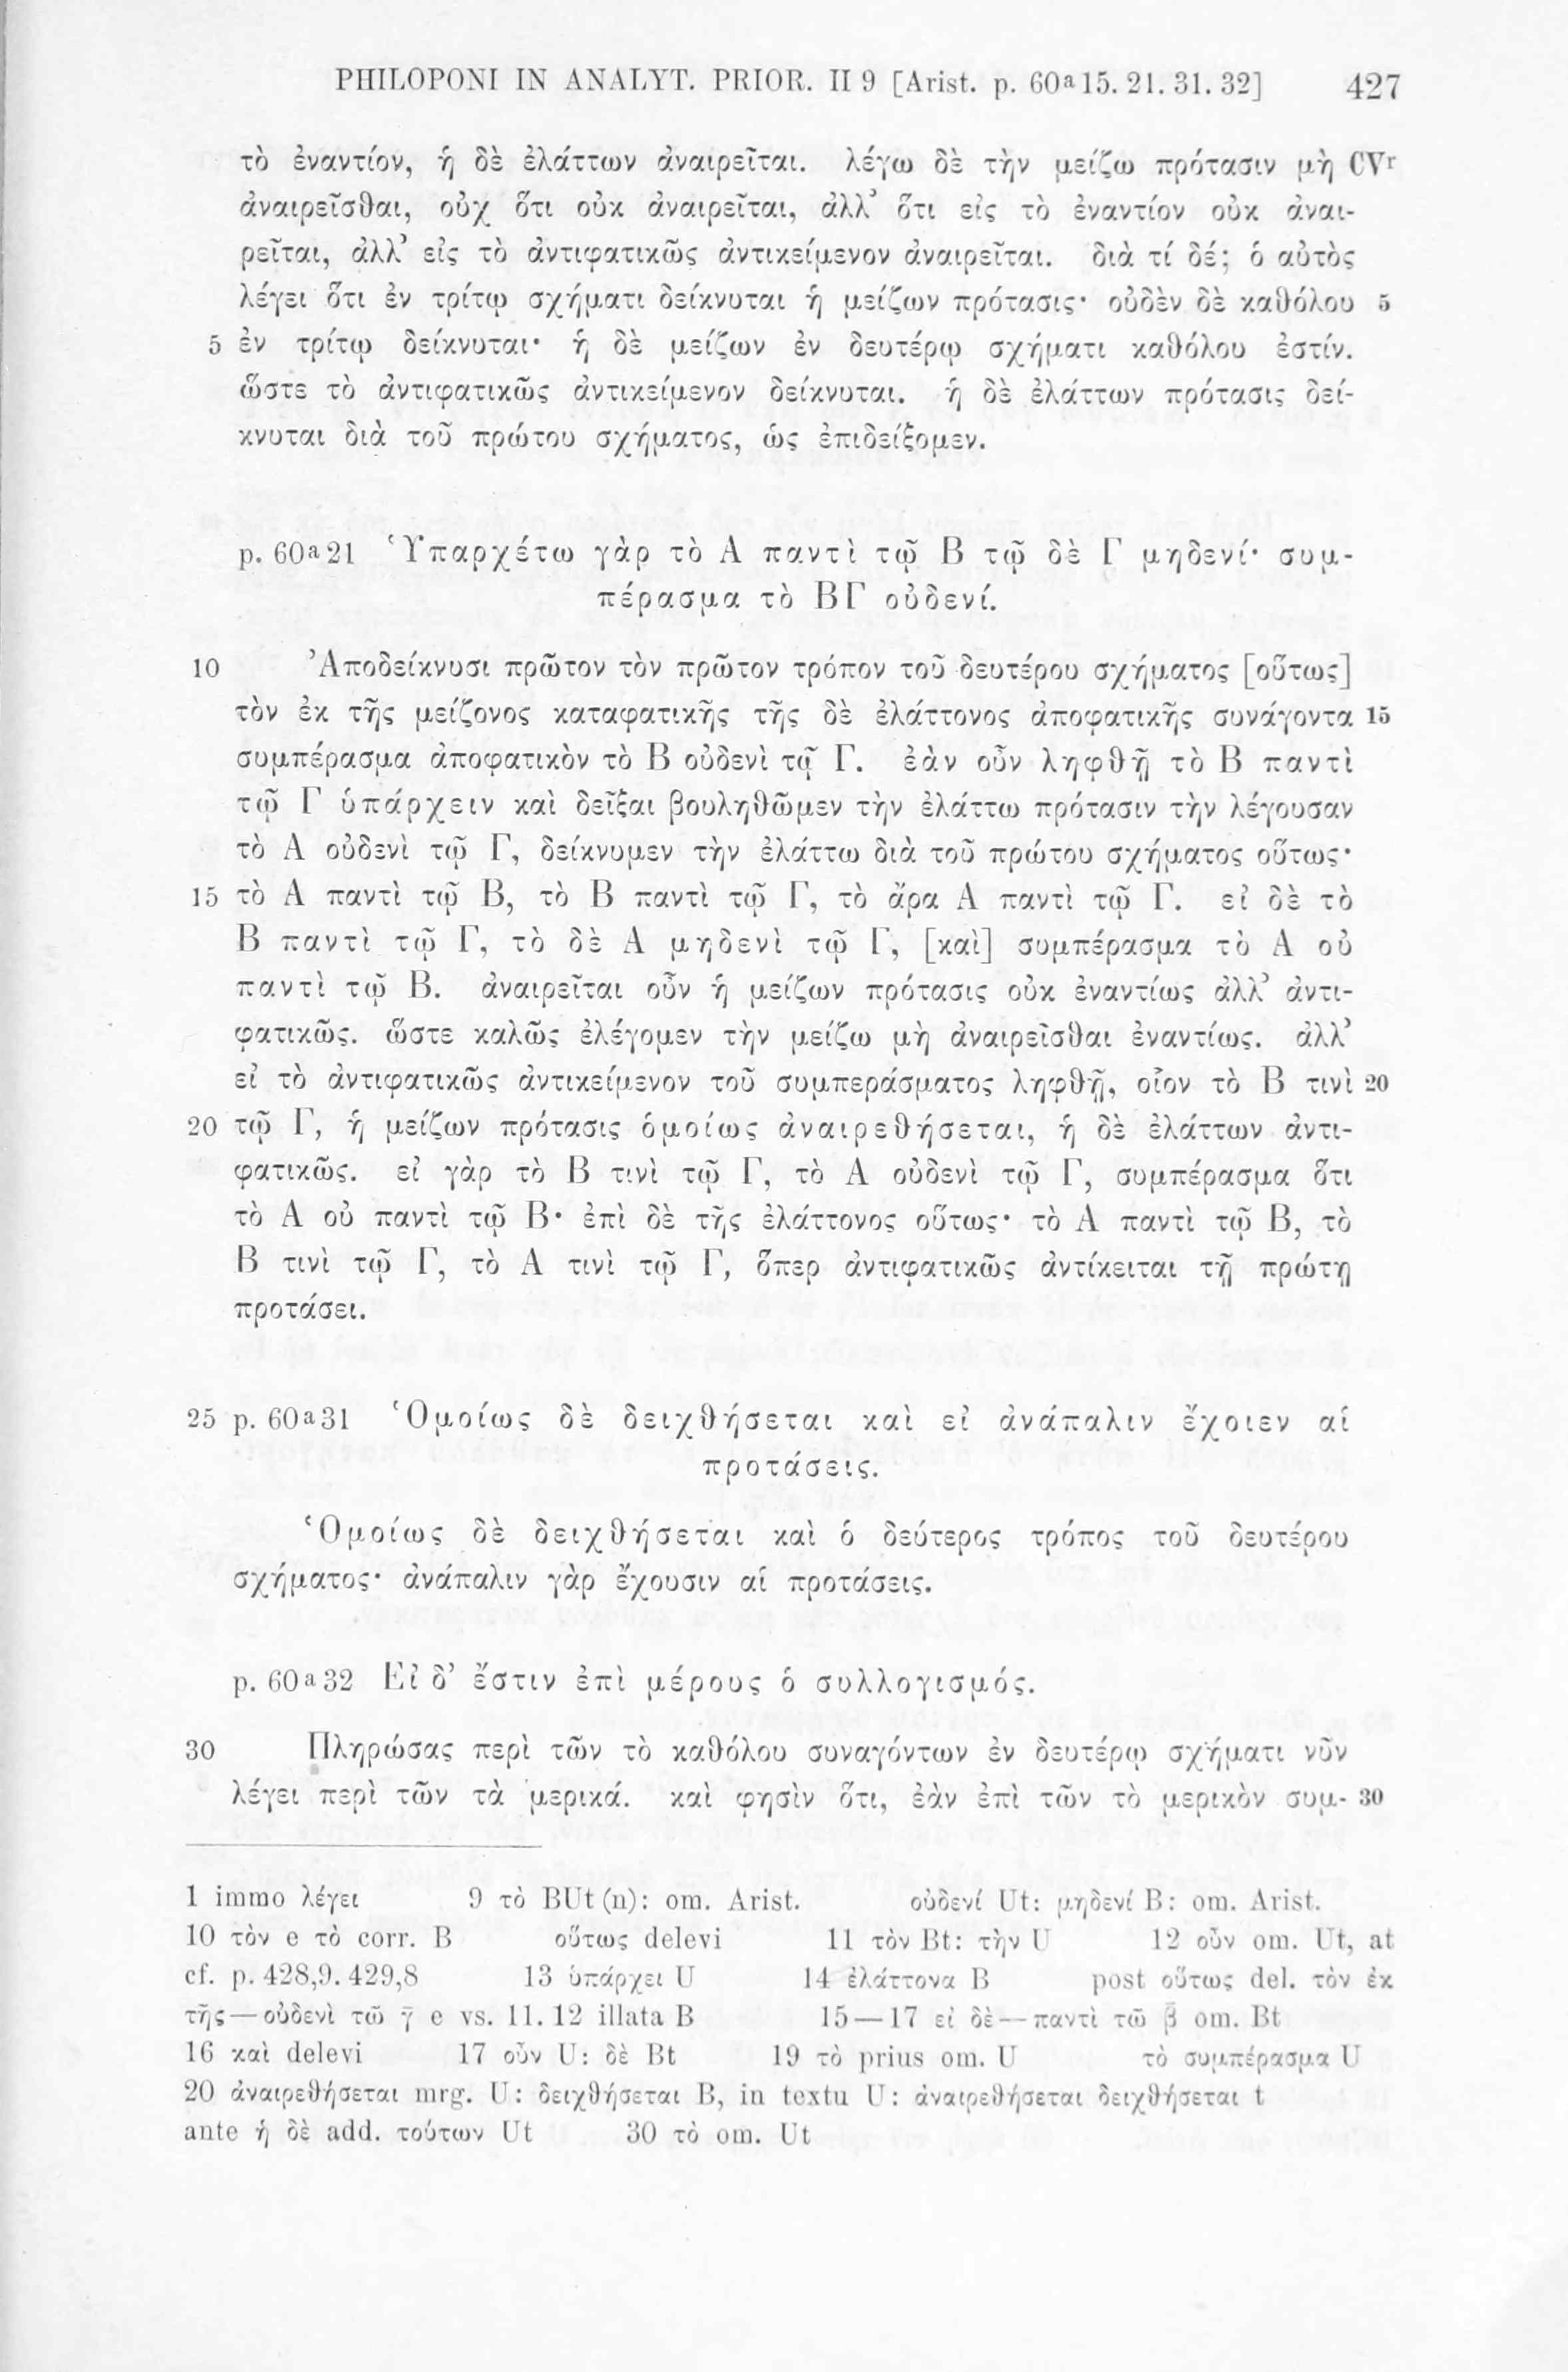 PHILOPONI IN ANALYT. PRIOR. II 9 [Arist. p. 60a15. 21. 31. 32] 427
τὸ ἐναντίον, ἡ δὲ ἐλάττων ἀναιρεῖται. λέγω δὲ τὴν μείζω πρότασιν μὴ CVr
ἀναιρεῖσθαι, οὐχ ὅτι οὐκ ἀναιρεῖται, ἀλλ’ ὅτι εἰς τὸ ἐναντίον οὐκ ἀναι-
ρεῖται, ἀλλ’ εἰς τὸ ἀντιφατικῶς ἀντικείμενον ἀναιρεῖται. διὰ τί δέ; ὁ αὐτὸς
λέγει ὅτι ἐν τρίτῳ σχήματι δείκνυται ἡ μείζων πρότασις· οὐδὲν δὲ καθόλου 5
5 ἐν τρίτῳ δείκνυται· ἡ δὲ μείζων ἐν δευτέρῳ σχήματι καθόλου ἐστίν.
ὥστε τὸ ἀντιφατικῶς ἀντικείμενον δείκνυται. ἡ δὲ ἐλάττων πρότασις δεί-
κνυται διὰ τοῦ πρώτου σχήματος, ὡς ἐπιδείξομεν.
p. 60a21 Ὑπαρχέτω γὰρ τὸ Α παντὶ τῷ Β τῷ δὲ Γ μηδενί· συμ-
πέρασμα τὸ ΒΓ οὐδενί.
10 Ἀποδείκνυσι πρῶτον τὸν πρῶτον τρόπον τοῦ δευτέρου σχήματος [οὕτως]
τὸν ἐκ τῆς μείζονος καταφατικῆς τῆς δὲ ἐλάττονος ἀποφατικῆς συνάγοντα 15
συμπέρασμα ἀποφατικὸν τὸ Β οὐδενὶ τῷ Γ. ἐὰν οὖν ληφθῇ τὸ Β παντὶ
τῷ Γ ὑπάρχειν καὶ δεῖξαι βουληθῶμεν τὴν ἐλάττω πρότασιν τὴν λέγουσαν
τὸ Α οὐδενὶ τῷ Γ, δείκνυμεν τὴν ἐλάττω διὰ τοῦ πρώτου σχήματος οὕτως·
15 τὸ Α παντὶ τῷ Β, τὸ Β παντὶ τῷ Γ, τὸ ἄρα Α παντὶ τῷ Γ. εἰ δὲ τὸ
Β παντὶ τῷ Γ, τὸ δὲ Α μηδενὶ τῷ Γ, [καὶ] συμπέρασμα τὸ Α οὐ
παντὶ τῷ Β. ἀναιρεῖται οὖν ἡ μείζων πρότασις οὐκ ἐναντίως ἀλλ’ ἀντι-
φατικῶς. ὥστε καλῶς ἐλέγομεν τὴν μείζω μὴ ἀναιρεῖσθαι ἐναντίως. ἀλλ’
εἰ τὸ ἀντιφατικῶς ἀντικείμενον τοῦ συμπεράσματος ληφθῇ, οἷον τὸ Β τινὶ 20
20 τῷ Γ, ἡ μείζων πρότασις ὁμοίως ἀναιρεθήσεται, ἡ δὲ ἐλάττων ἀντι-
φατικῶς. εἰ γὰρ τὸ Β τινὶ τῷ Γ, τὸ Α οὐδενὶ τῷ Γ, συμπέρασμα ὅτι
τὸ Α οὐ παντὶ τῷ Β· ἐπὶ δὲ τῆς ἐλάττονος οὕτως· τὸ Α παντὶ τῷ Β, τὸ
Β τινὶ τῷ Γ, τὸ Α τινὶ τῷ Γ, ὅπερ ἀντιφατικῶς ἀντίκειται τῇ πρώτῃ
προτάσει.
25 p. 60a31 Ὁμοίως δὲ δειχθήσεται καὶ εἰ ἀνάπαλιν ἔχοιεν αἱ
προτάσεις.
Ὁμοίως δὲ δειχθήσεται καὶ ὁ δεύτερος τρόπος τοῦ δευτέρου
σχήματος· ἀνάπαλιν γὰρ ἔχουσιν αἱ προτάσεις.
p. 60a32 Εἰ δ’ ἔστιν ἐπὶ μέρους ὁ συλλογισμός.
30 Πληρώσας περὶ τῶν τὸ καθόλου συναγόντων ἐν δευτέρῳ σχήματι νῦν
λέγει περὶ τῶν τὰ μερικά. καὶ φησὶν ὅτι, ἐὰν ἐπὶ τῶν τὸ μερικὸν συμ- 30
1 immo λέγει 9 τὸ BUt (n): om. Arist. οὐδενί Ut: μηδενί B: om. Arist.
10 τὸν e τὸ corr. B οὕτως delevi 11 τὸν Bt: τὴν U 12 οὖν om. Ut, at
cf. p. 428,9. 429,8 13 ὑπάρχει U 14 ἐλάττονα B post οὕτως del. τὸν ἐκ
τῆς—οὐδενὶ τῶ γ̄ e vs. 11. 12 illata B 15—17 εἰ δὲ—παντὶ τῶ β̄ om. Bt
16 καὶ delevi 17 οὖν U: δὲ Bt 19 τὸ prius om. U τὸ συμπέρασμα U
20 ἀναιρεθήσεται mrg. U: δειχθήσεται B, in textu U: ἀναιρεθήσεται δειχθήσεται t
ante ἡ δὲ add. τούτων Ut 30 τὸ om. Ut